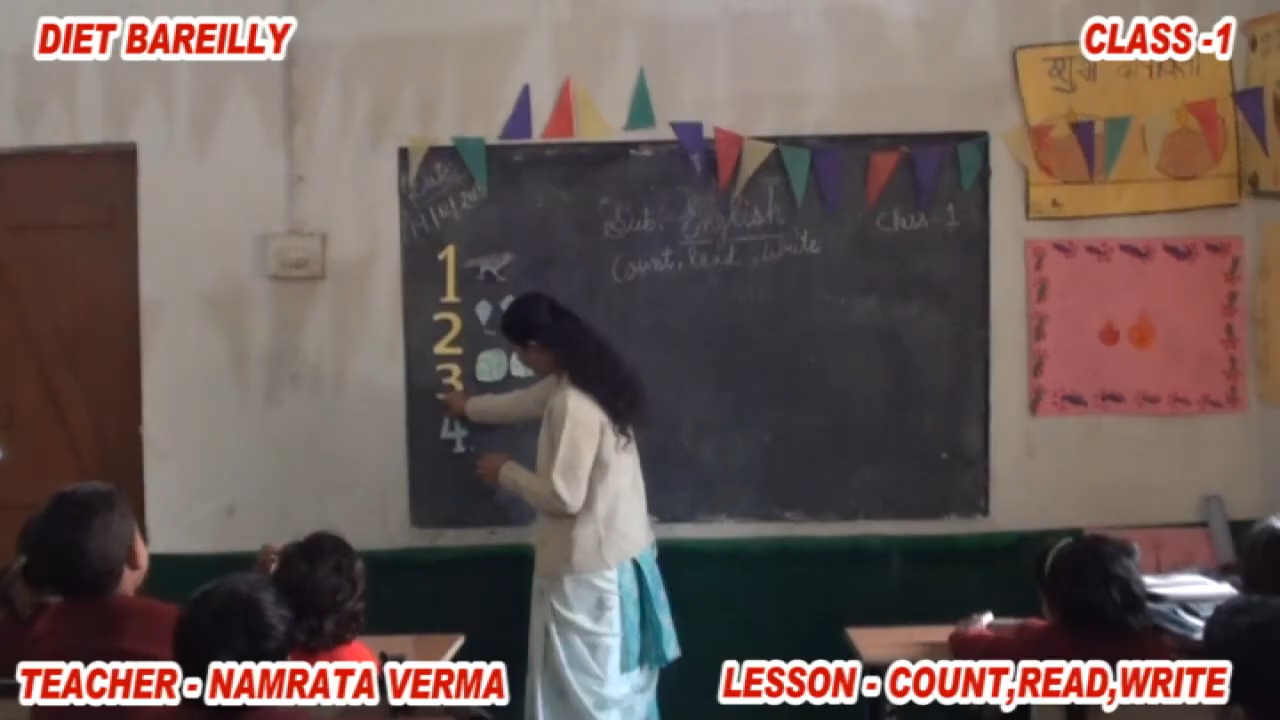 DIET BAREILLY
CLASS -1
Sub: English
Class-1
Count, Read, Write
1
2
3
4
TEACHER - NAMRATA VERMA
LESSON - COUNT,READ,WRITE